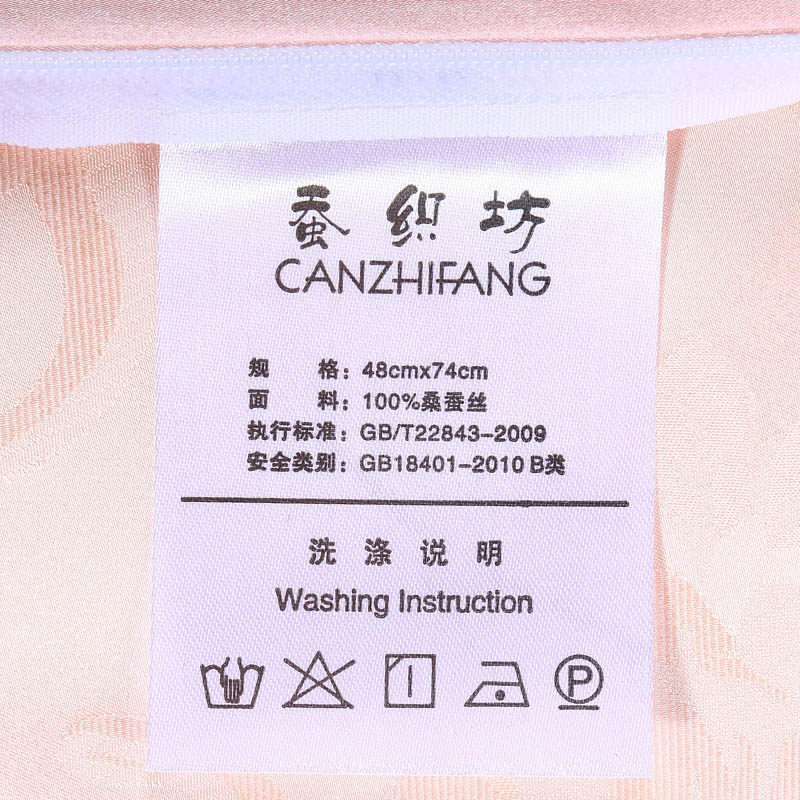 蚕织坊
CANZHIFANG
规 格：48cmx74cm
面 料：100%桑蚕丝
执行标准：GB/T22843-2009
安全类别：GB18401-2010 B类
洗涤说明
Washing Instruction
P